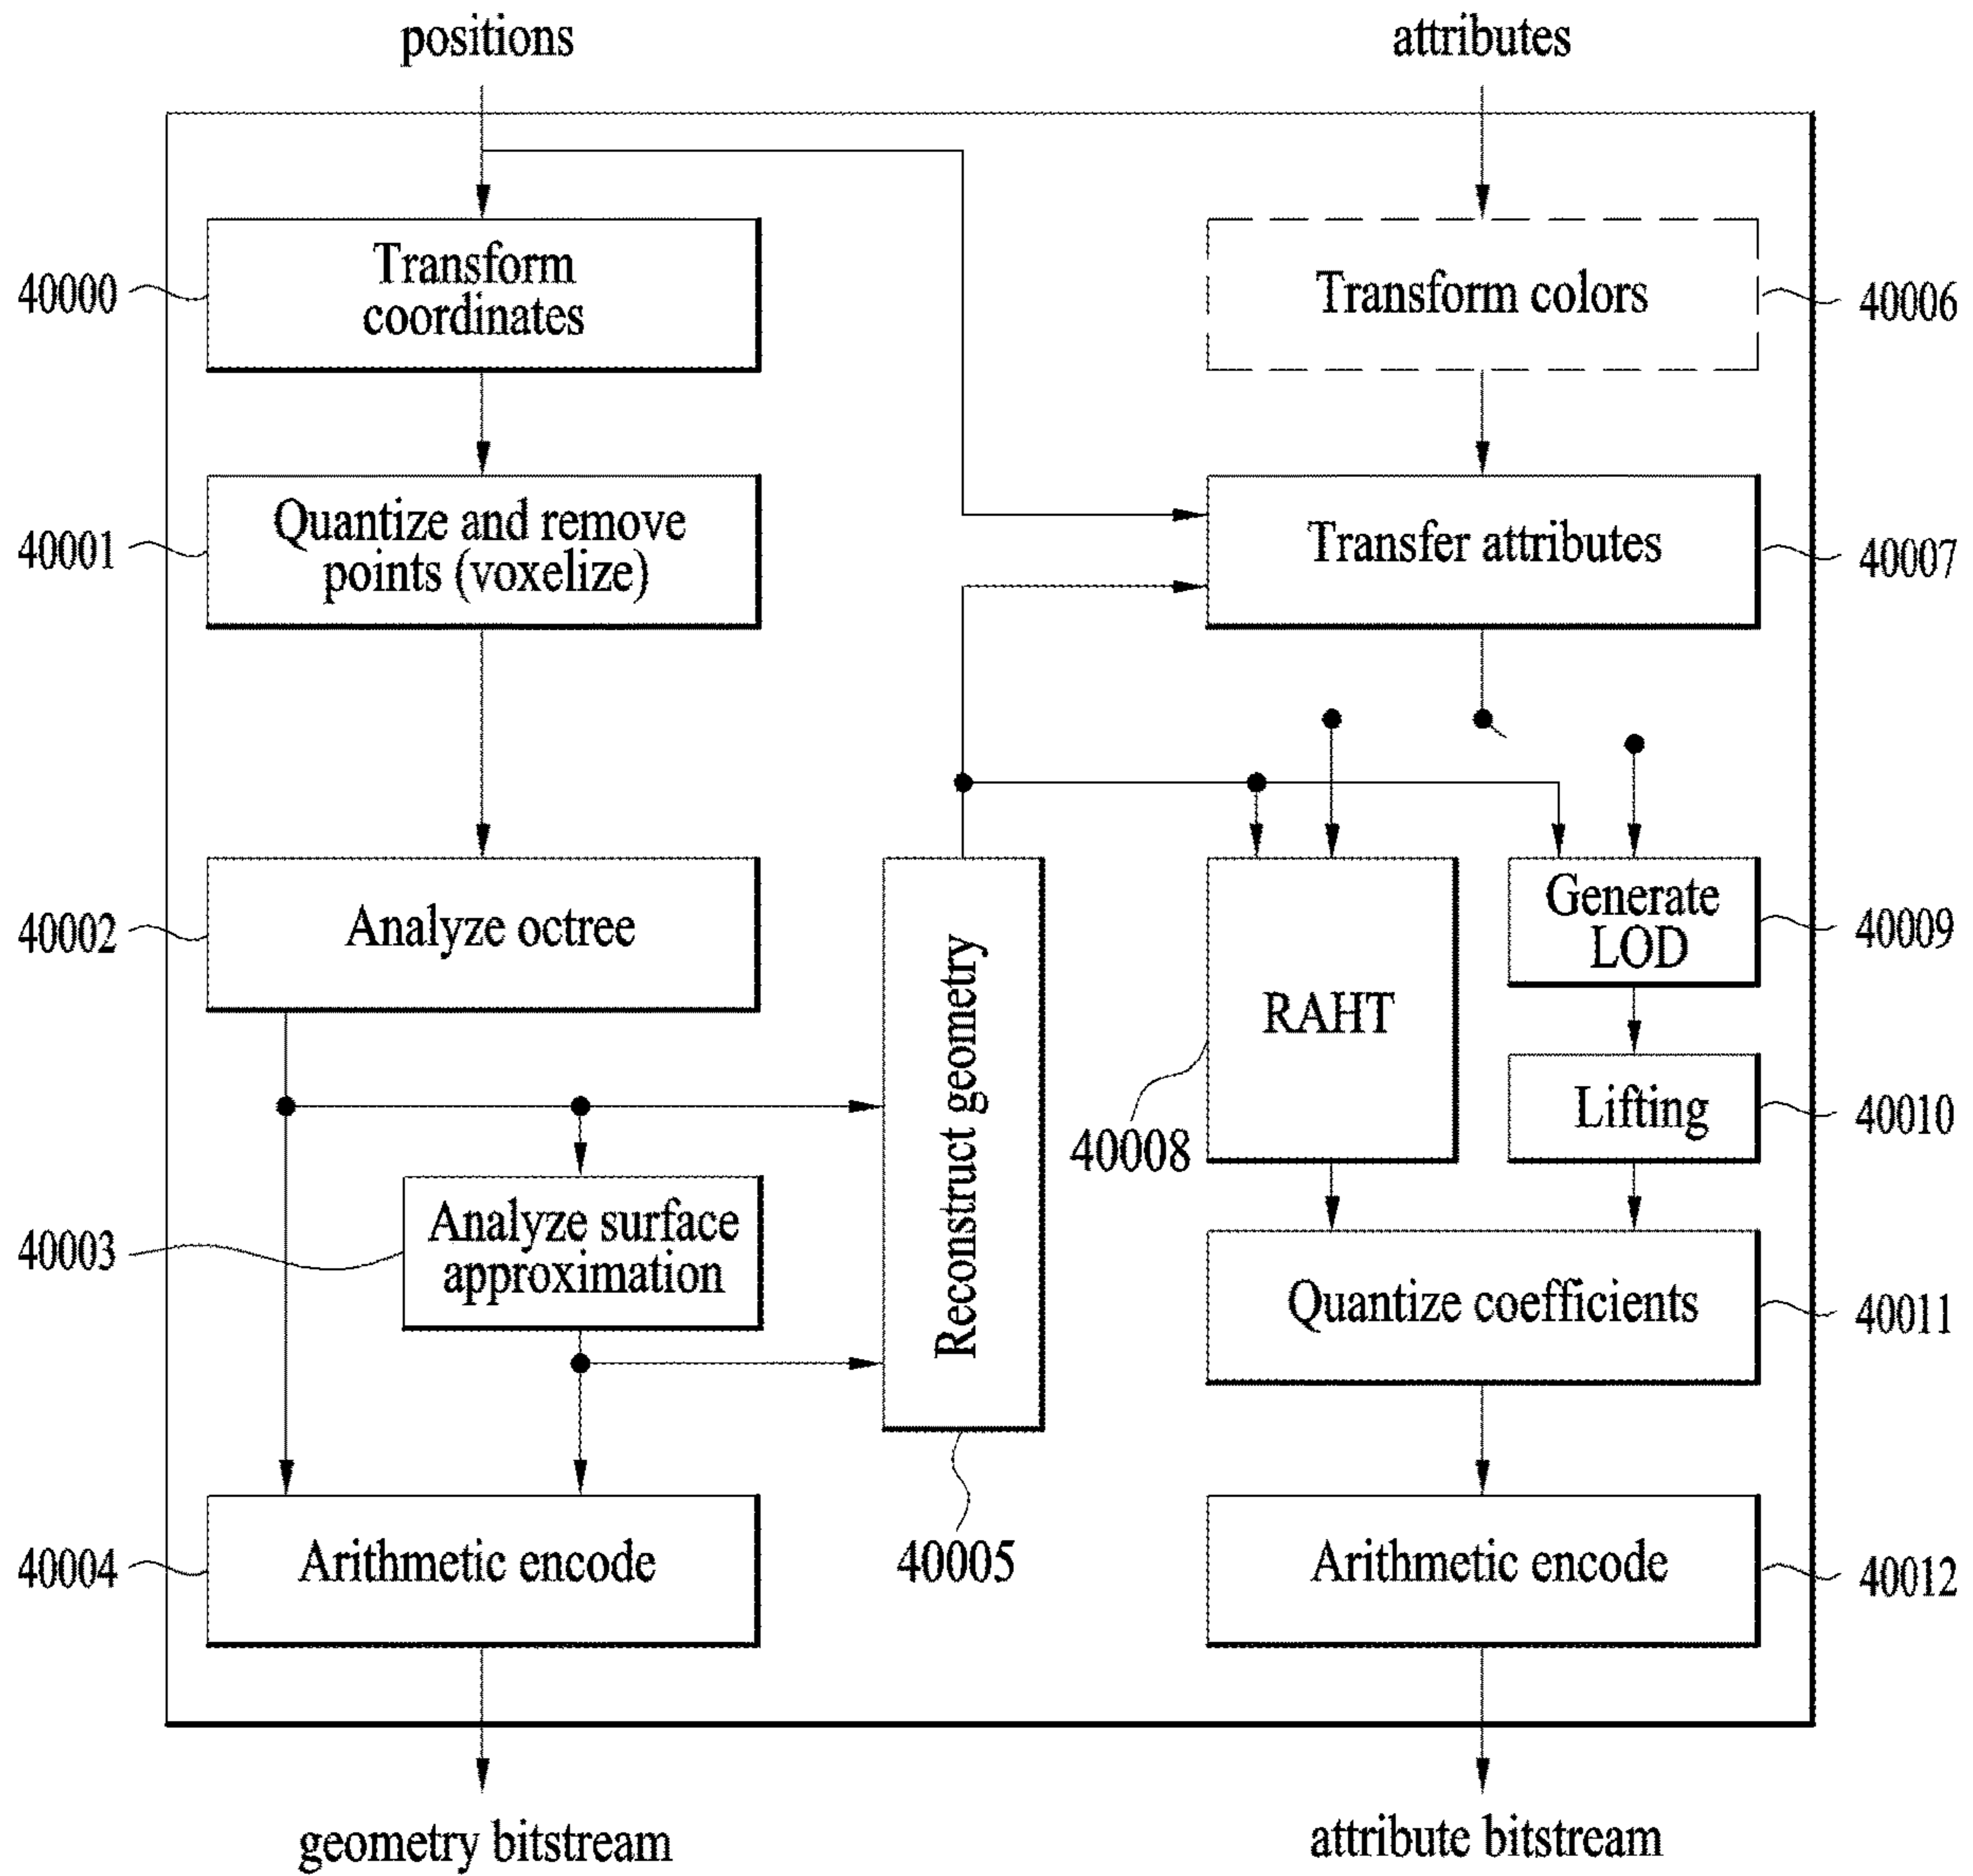 positions
attributes
Transform
coordinates
40000
Transform colors
40006
Quantize and remove
points (voxelize)
40001
Transfer attributes
40007
Analyze octree
40002
Reconstruct geometry
40005
RAHT
40008
Generate
LOD
40009
Lifting
40010
Analyze surface
approximation
40003
Quantize coefficients
40011
Arithmetic encode
40004
Arithmetic encode
40012
geometry bitstream
attribute bitstream